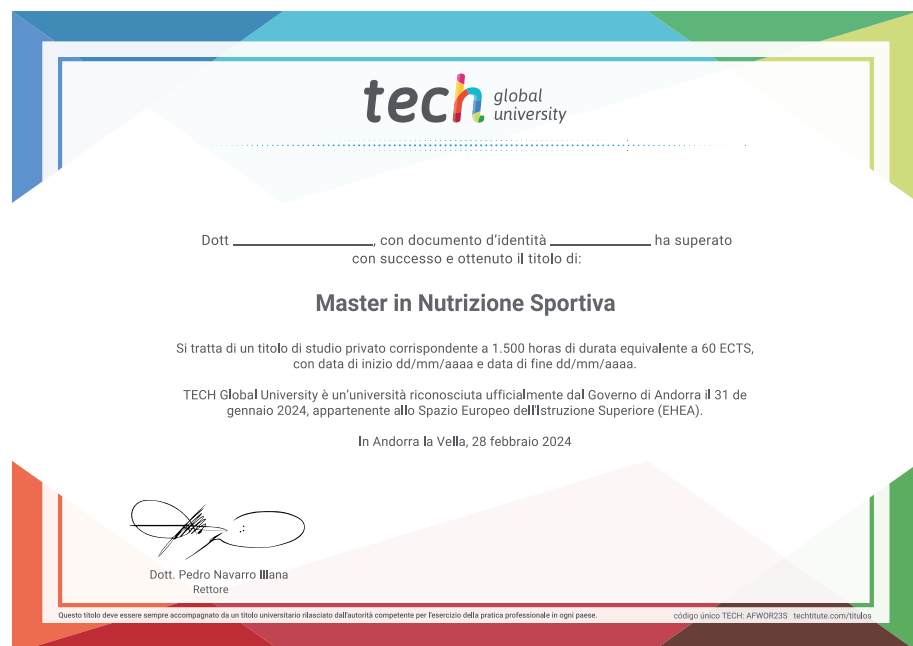 tech global university
Dott ____________, con documento d'identità ____________ ha superato
con successo e ottenuto il titolo di:
Master in Nutrizione Sportiva
Si tratta di un titolo di studio privato corrispondente a 1.500 horas di durata equivalente a 60 ECTS,
con data di inizio dd/mm/aaaa e data di fine dd/mm/aaaa.
TECH Global University è un'università riconosciuta ufficialmente dal Governo di Andorra il 31 de
gennaio 2024, appartenente allo Spazio Europeo dell'Istruzione Superiore (EHEA).
In Andorra la Vella, 28 febbraio 2024
Dott. Pedro Navarro Illana
Rettore
Questo titolo deve essere sempre accompagnato da un titolo universitario rilasciato dall'autorità competente per l'esercizio della pratica professionale in ogni paese.
código único TECH: AFWOR23S techtitute.com/titulos